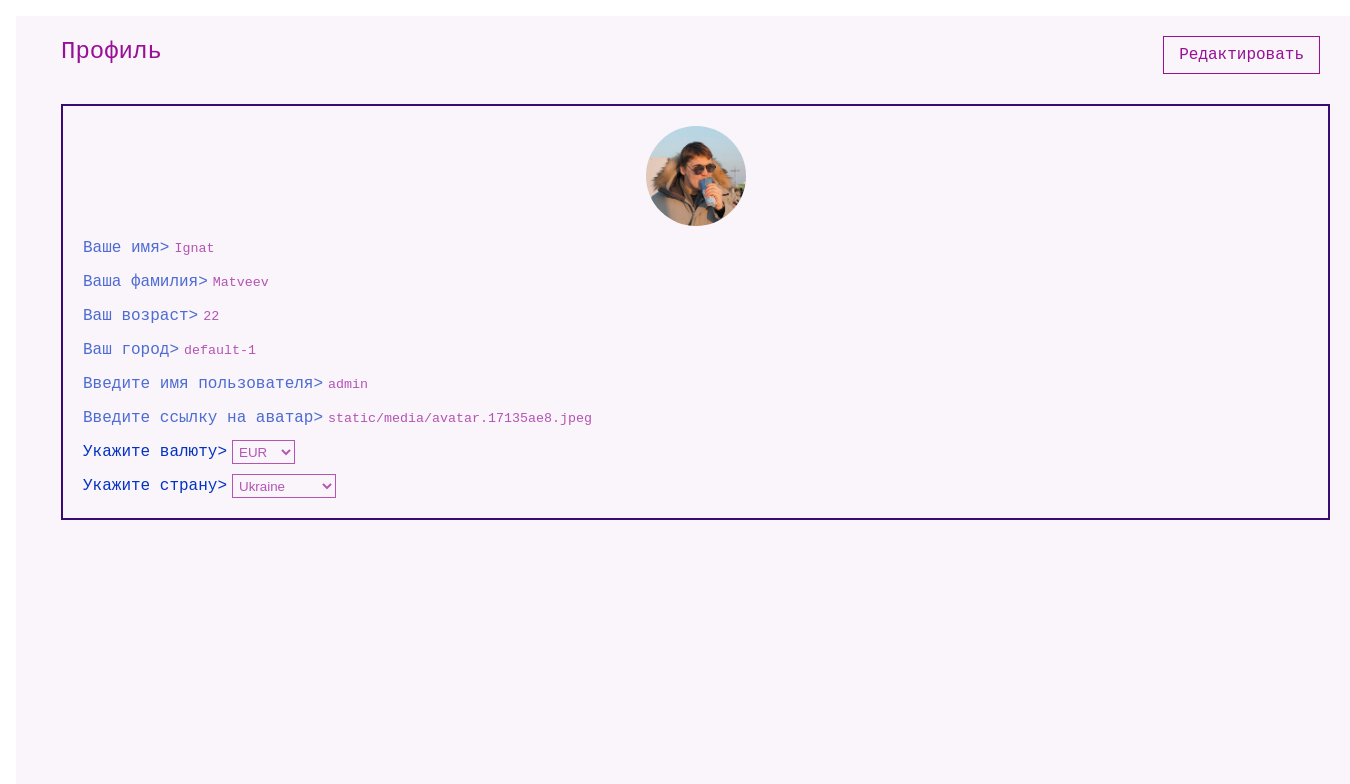 Профиль
Редактировать
Ваше имя> Ignat
Ваша фамилия> Matveev
Ваш возраст> 22
Ваш город> default-1
Введите имя пользователя> admin
Введите ссылку на аватар> static/media/avatar.17135ae8.jpeg
Укажите валюту> EUR
Укажите страну> Ukraine